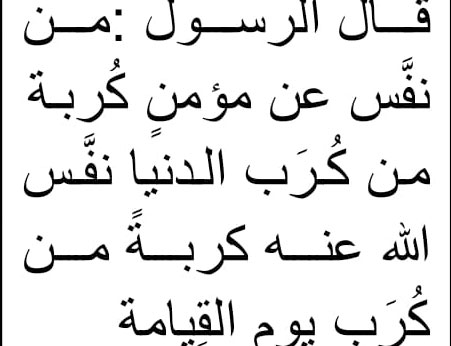 قال الرسول :من
نفَّس عن مؤمنٍ كُربة
من كُرَب الدنيا نفَّس
الله عنه كربةً من
كُرَب يوم القِيامة